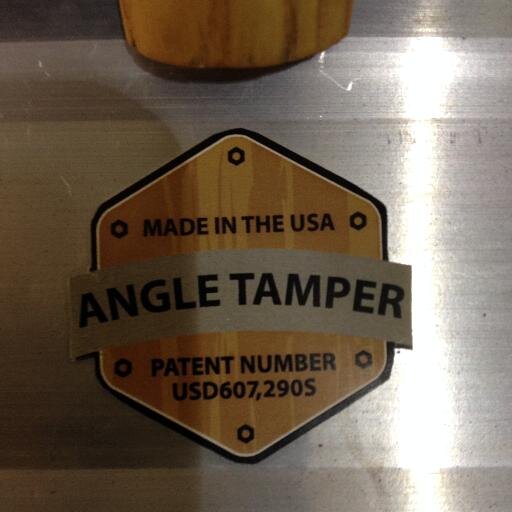 MADE IN THE USA
ANGLE TAMPER
PATENT NUMBER
USD607,290S